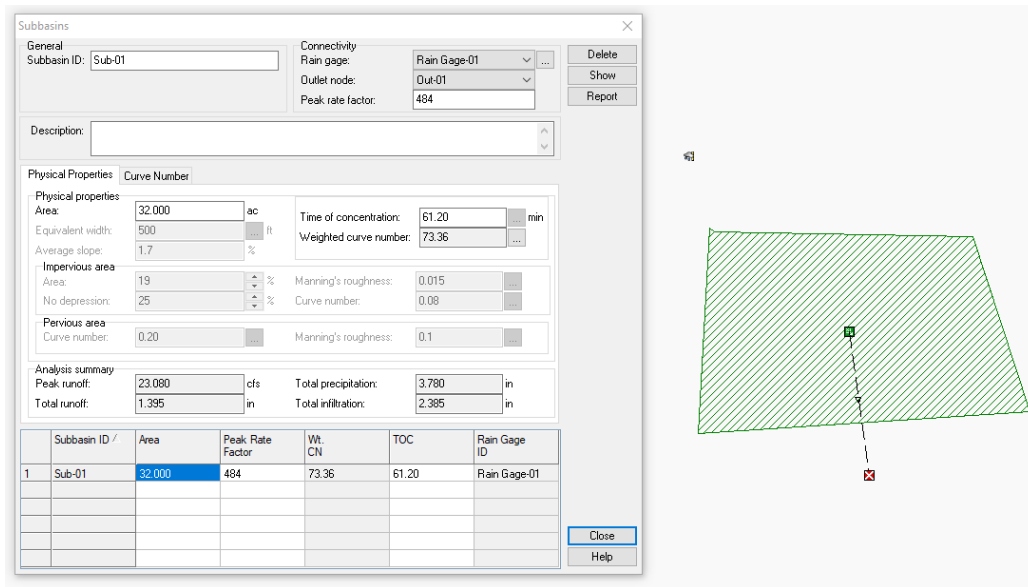 Subbasins
General
Subbasin ID: Sub-01
Connectivity
Rain gage: Rain Gage-01 ...
Outlet node: Out-01
Peak rate factor: 484
Delete
Show
Report
Description:
Physical Properties Curve Number
Physical properties
Area: 32.000 ac
Equivalent width: 500 ... ft
Average slope: 1.7 %
Time of concentration: 61.20 ... min
Weighted curve number: 73.36 ...
Impervious area
Area: 19 % Manning's roughness: 0.015 ...
No depression: 25 % Curve number: 0.08 ...
Pervious area
Curve number: 0.20 ... Manning's roughness: 0.1 ...
Analysis summary
Peak runoff: 23.080 cfs Total precipitation: 3.780 in
Total runoff: 1.395 in Total infiltration: 2.385 in
Subbasin ID Area Peak Rate Factor Wt. CN TOC Rain Gage ID
1 Sub-01 32.000 484 73.36 61.20 Rain Gage-01
Close
Help